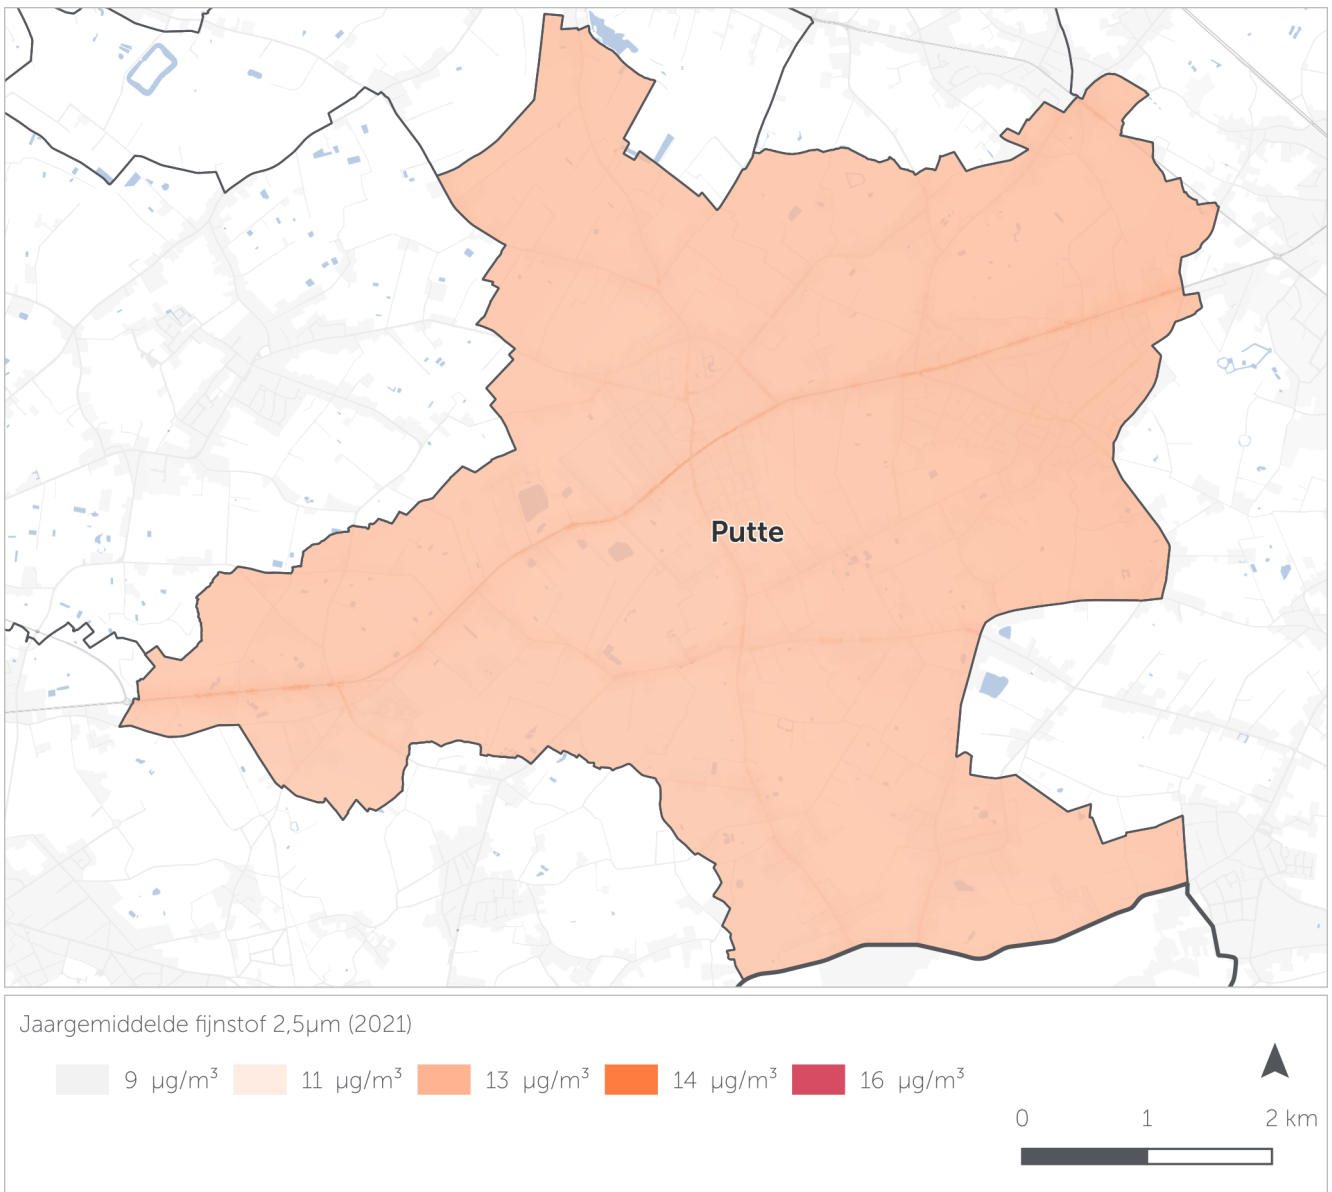 Putte
Jaargemiddelde fijnstof 2,5µm (2021)
9 µg/m³ 11 µg/m³ 13 µg/m³ 14 µg/m³ 16 µg/m³
0 1 2 km